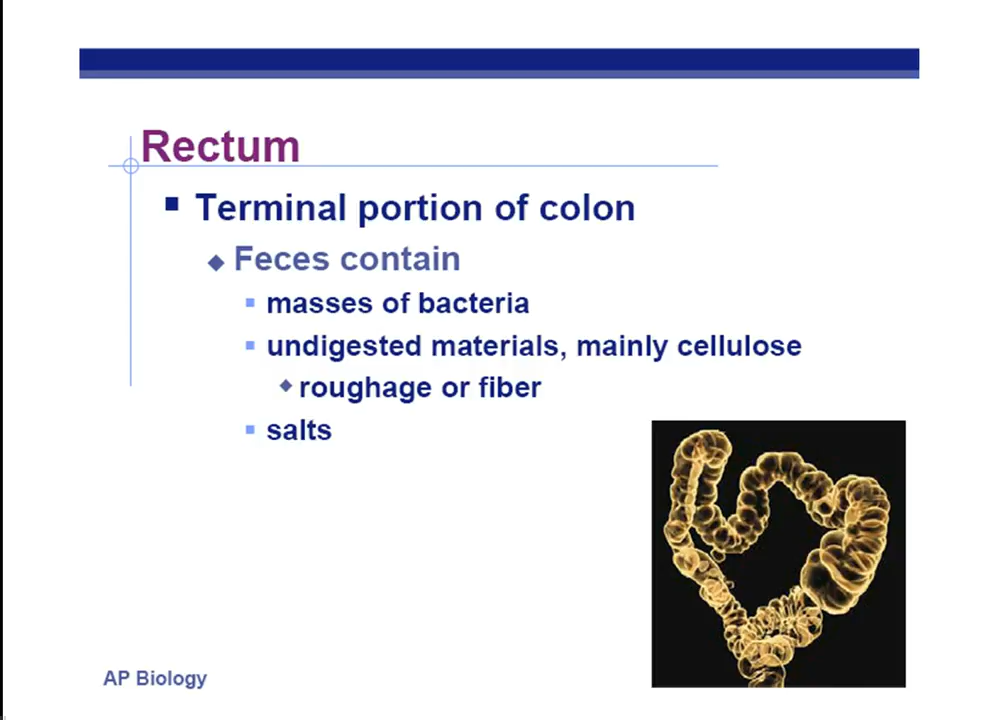 Rectum
Terminal portion of colon
Feces contain
masses of bacteria
undigested materials, mainly cellulose
roughage or fiber
salts
AP Biology